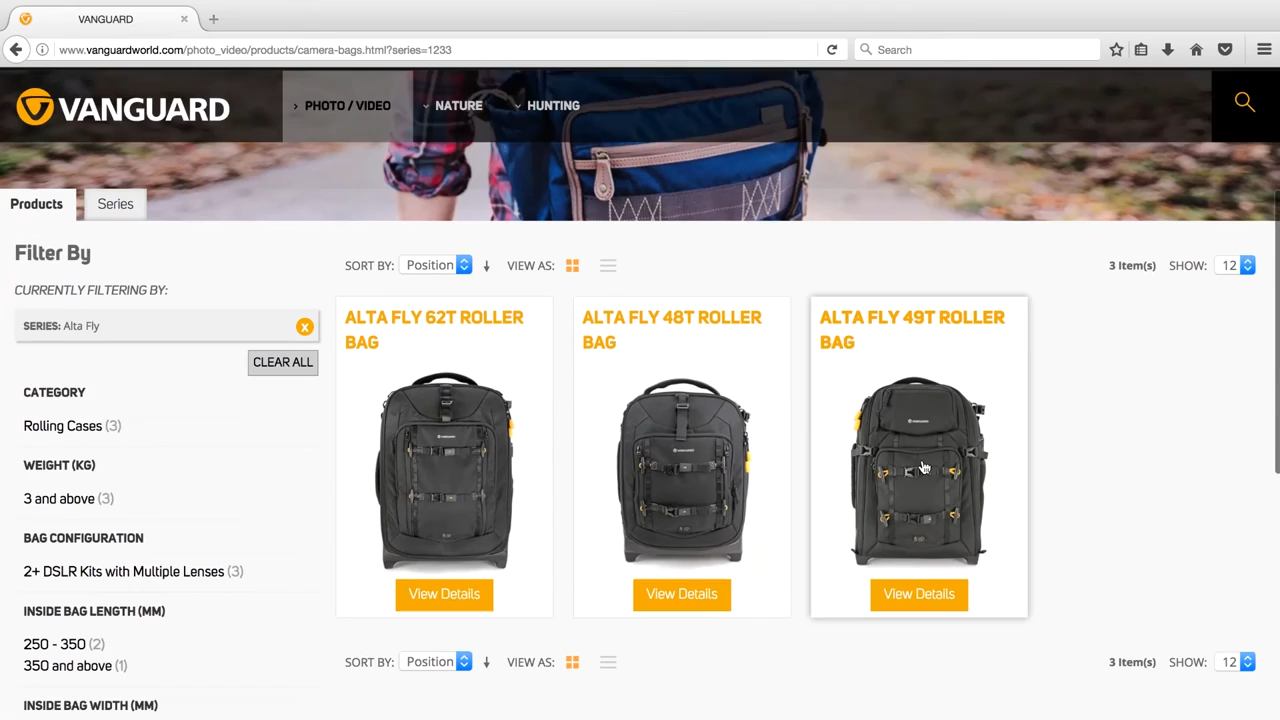 VANGUARD
www.vanguardworld.com/photo_video/products/camera-bags.html?series=1233
Search
VANGUARD
PHOTO / VIDEO
NATURE
HUNTING
Products
Series
Filter By
CURRENTLY FILTERING BY:
SERIES: Alta Fly
x
CLEAR ALL
CATEGORY
Rolling Cases (3)
WEIGHT (KG)
3 and above (3)
BAG CONFIGURATION
2+ DSLR Kits with Multiple Lenses (3)
INSIDE BAG LENGTH (MM)
250 - 350 (2)
350 and above (1)
INSIDE BAG WIDTH (MM)
SORT BY: Position VIEW AS:
3 Item(s) SHOW: 12
ALTA FLY 62T ROLLER
BAG
VANGUARD
View Details
ALTA FLY 48T ROLLER
BAG
VANGUARD
View Details
ALTA FLY 49T ROLLER
BAG
VANGUARD
View Details
SORT BY: Position VIEW AS:
3 Item(s) SHOW: 12